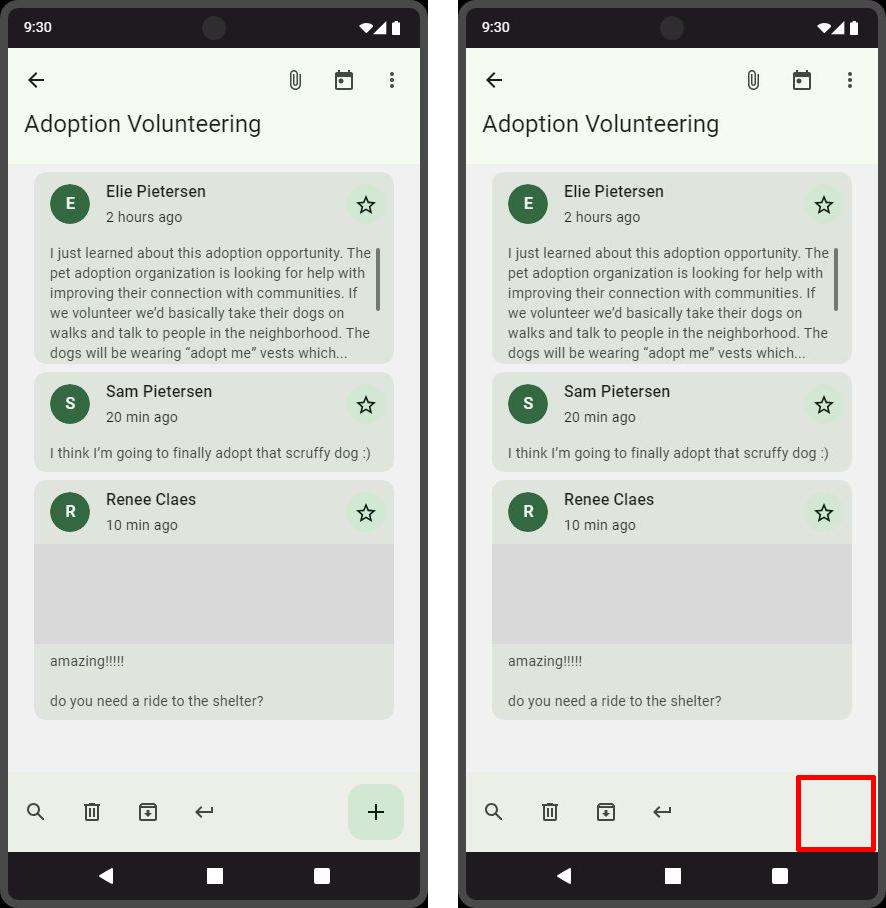 9:30
Adoption Volunteering
E
Elie Pietersen
2 hours ago
I just learned about this adoption opportunity. The
pet adoption organization is looking for help with
improving their connection with communities. If
we volunteer we’d basically take their dogs on
walks and talk to people in the neighborhood. The
dogs will be wearing “adopt me” vests which...
S
Sam Pietersen
20 min ago
I think I’m going to finally adopt that scruffy dog :)
R
Renee Claes
10 min ago
amazing!!!!!
do you need a ride to the shelter?
9:30
Adoption Volunteering
E
Elie Pietersen
2 hours ago
I just learned about this adoption opportunity. The
pet adoption organization is looking for help with
improving their connection with communities. If
we volunteer we’d basically take their dogs on
walks and talk to people in the neighborhood. The
dogs will be wearing “adopt me” vests which...
S
Sam Pietersen
20 min ago
I think I’m going to finally adopt that scruffy dog :)
R
Renee Claes
10 min ago
amazing!!!!!
do you need a ride to the shelter?